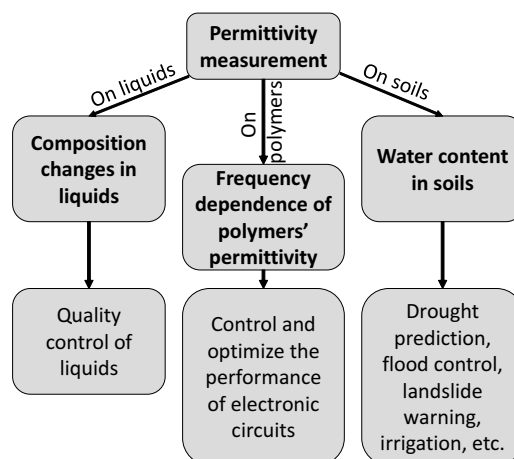 Permittivity
measurement
On liquids
On
polymers
On soils
Composition
changes in
liquids
Frequency
dependence of
polymers’
permittivity
Water content
in soils
Quality
control of
liquids
Control and
optimize the
performance
of electronic
circuits
Drought
prediction,
flood control,
landslide
warning,
irrigation, etc.